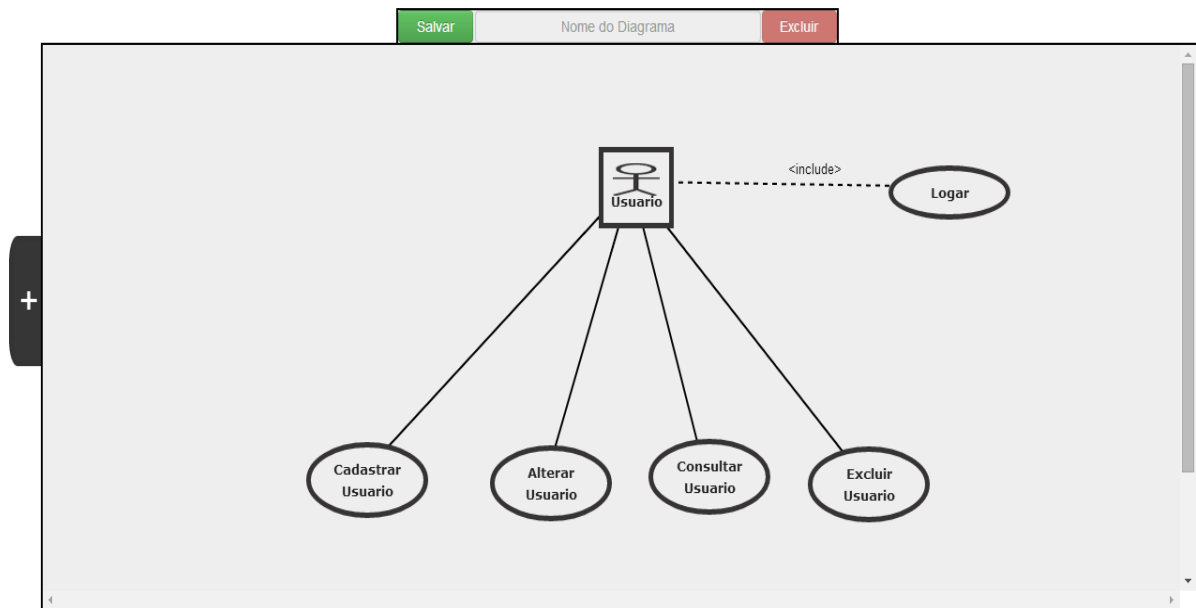 Salvar
Nome do Diagrama
Excluir
+
<include>
Usuario
Logar
Cadastrar
Usuario
Alterar
Usuario
Consultar
Usuario
Excluir
Usuario